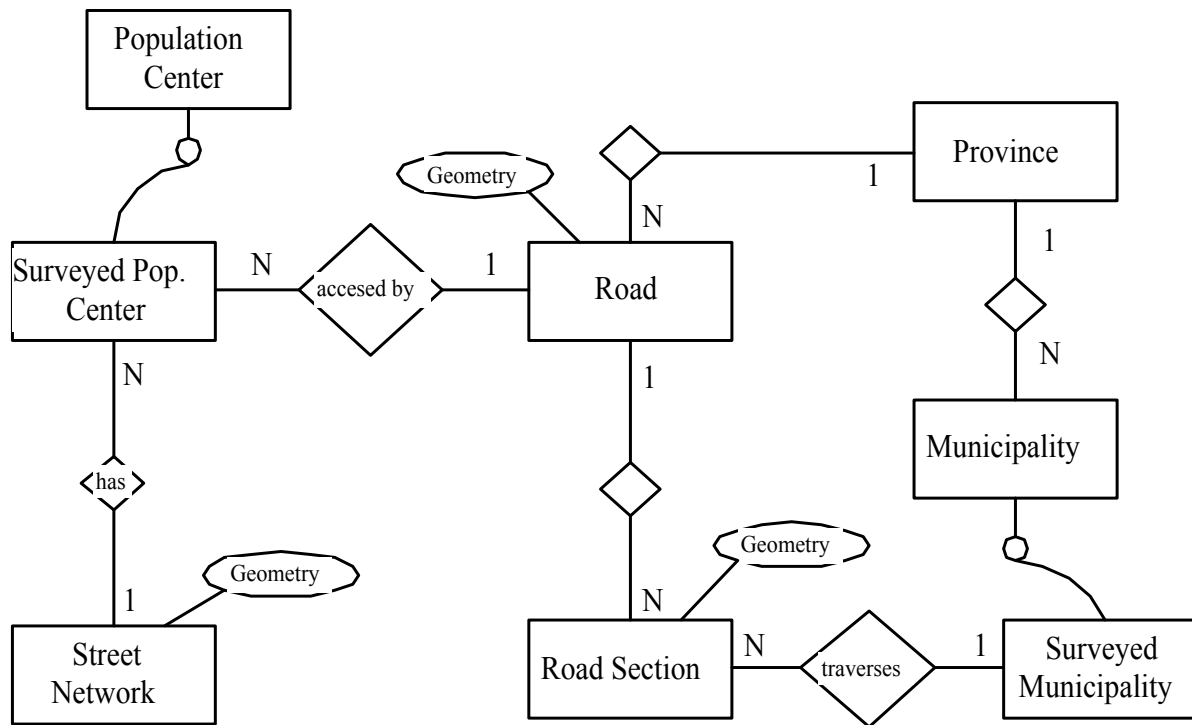 Population
Center
Geometry
Province
1
N
1
Surveyed Pop.
Center
N
accesed by
1
Road
N
1
N
Municipality
has
Geometry
Geometry
1
N
N
1
Street
Network
Road Section
traverses
Surveyed
Municipality